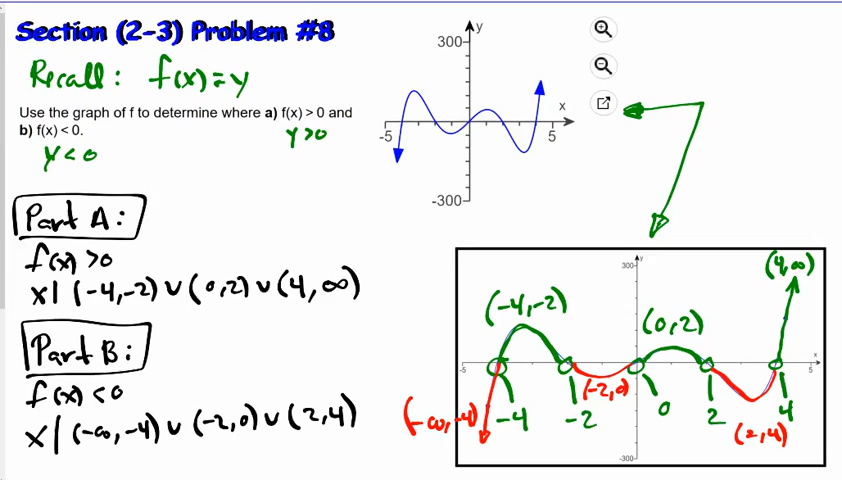 Section (2-3) Problem #8
Recall: f(x)=y
Use the graph of f to determine where a) f(x) > 0 and
b) f(x) < 0.
y>0
y<0
y
300
x
-5
5
-300
Part A:
f(x) >0
x| (-4,-2) ∪ (0,2) ∪ (4,∞)
Part B:
f(x) <0
x| (-∞,-4) ∪ (-2,0) ∪ (2,4)
y
300
(4,∞)
(-4,-2)
(0,2)
-5
5
x
(-2,0)
(-∞,-4)
-4
-2
0
2
4
(2,4)
-300